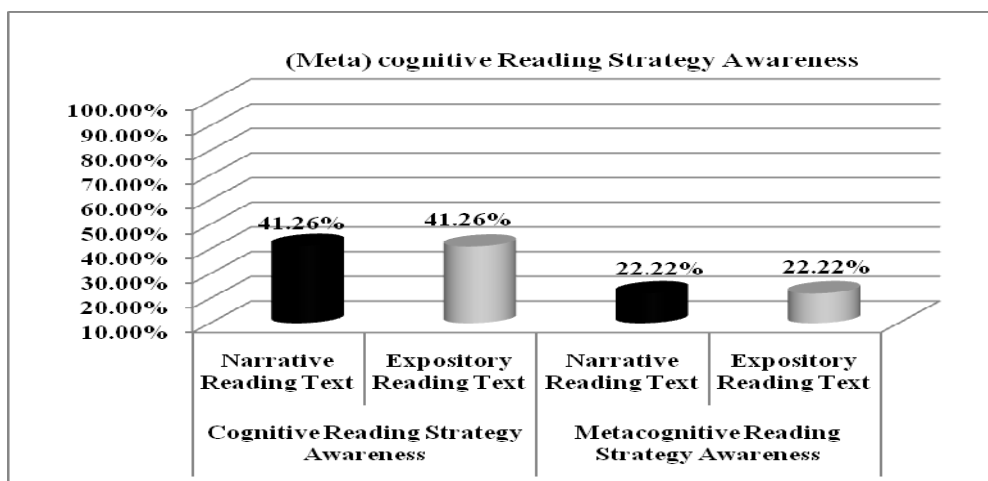 (Meta) cognitive Reading Strategy Awareness
100.00%
90.00%
80.00%
70.00%
60.00%
50.00%
40.00%
30.00%
20.00%
10.00%
41.26%
41.26%
22.22%
22.22%
Narrative
Reading Text
Expository
Reading Text
Narrative
Reading Text
Expository
Reading Text
Cognitive Reading Strategy
Awareness
Metacognitive Reading
Strategy Awareness